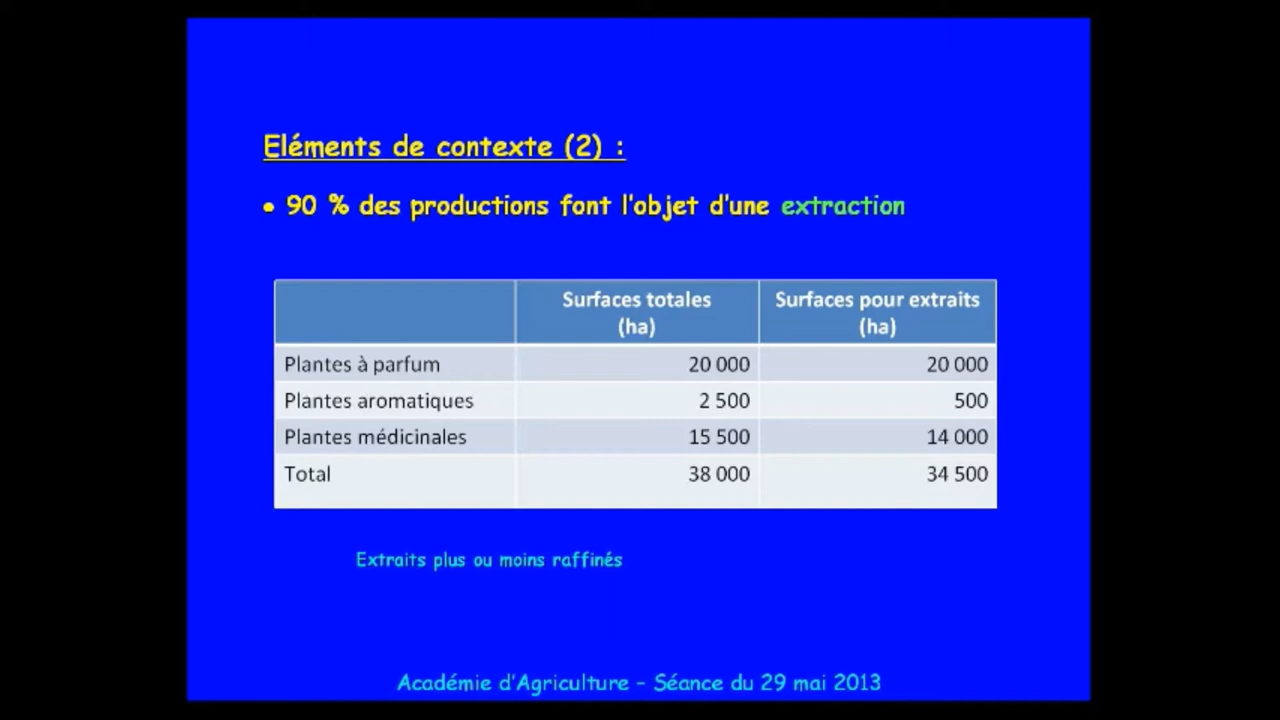 Eléments de contexte (2) :
• 90 % des productions font l'objet d'une extraction
Surfaces totales (ha) Surfaces pour extraits (ha)
Plantes à parfum 20 000 20 000
Plantes aromatiques 2 500 500
Plantes médicinales 15 500 14 000
Total 38 000 34 500
Extraits plus ou moins raffinés
Académie d'Agriculture - Séance du 29 mai 2013